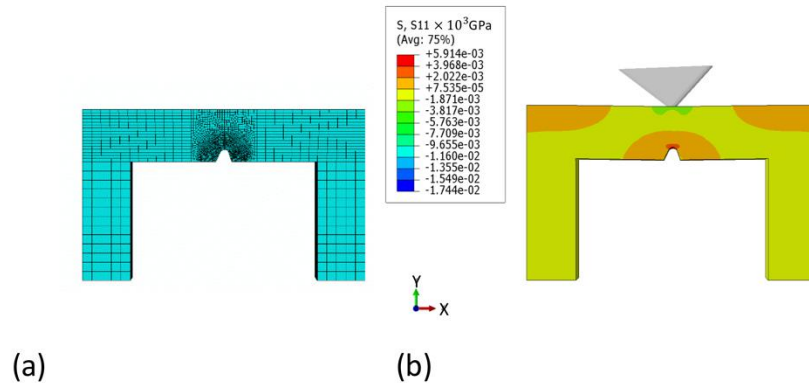 S, S11 × 10³GPa
(Avg: 75%)
+5.914e-03
+3.968e-03
+2.022e-03
+7.535e-05
-1.871e-03
-3.817e-03
-5.763e-03
-7.709e-03
-9.655e-03
-1.160e-02
-1.355e-02
-1.549e-02
-1.744e-02
Y
X
(a)
(b)